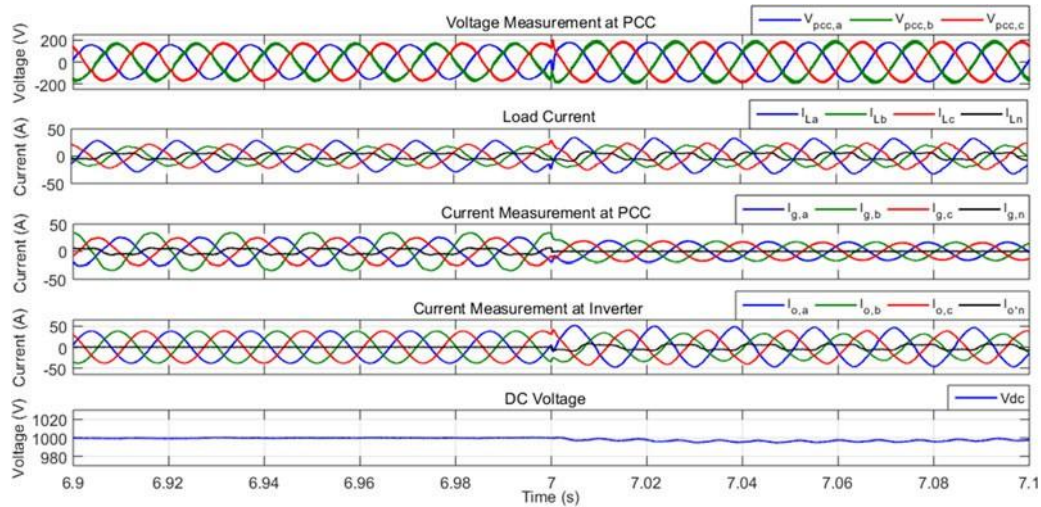 Voltage Measurement at PCC
V_pcc,a V_pcc,b V_pcc,c
Voltage (V)
200
0
-200
Load Current
I_La I_Lb I_Lc I_Ln
Current (A)
50
0
-50
Current Measurement at PCC
I_g,a I_g,b I_g,c I_g,n
Current (A)
50
0
-50
Current Measurement at Inverter
I_o,a I_o,b I_o,c I_o'n
Current (A)
50
0
-50
DC Voltage
Vdc
Voltage (V)
1020
1000
980
6.9 6.92 6.94 6.96 6.98 7 7.02 7.04 7.06 7.08 7.1
Time (s)